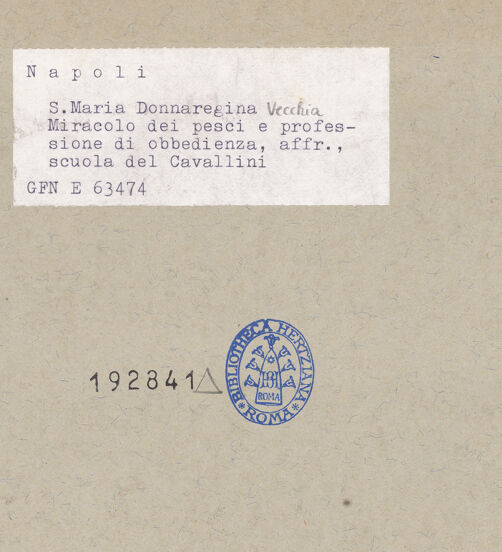 Napoli
S.Maria Donnaregina Vecchia
Miracolo dei pesci e profes-
sione di obbedienza, affr.,
scuola del Cavallini
GFN E 63474
192841
BIBLIOTHECA HERTZIANA
BH
ROMA
* ROMA *